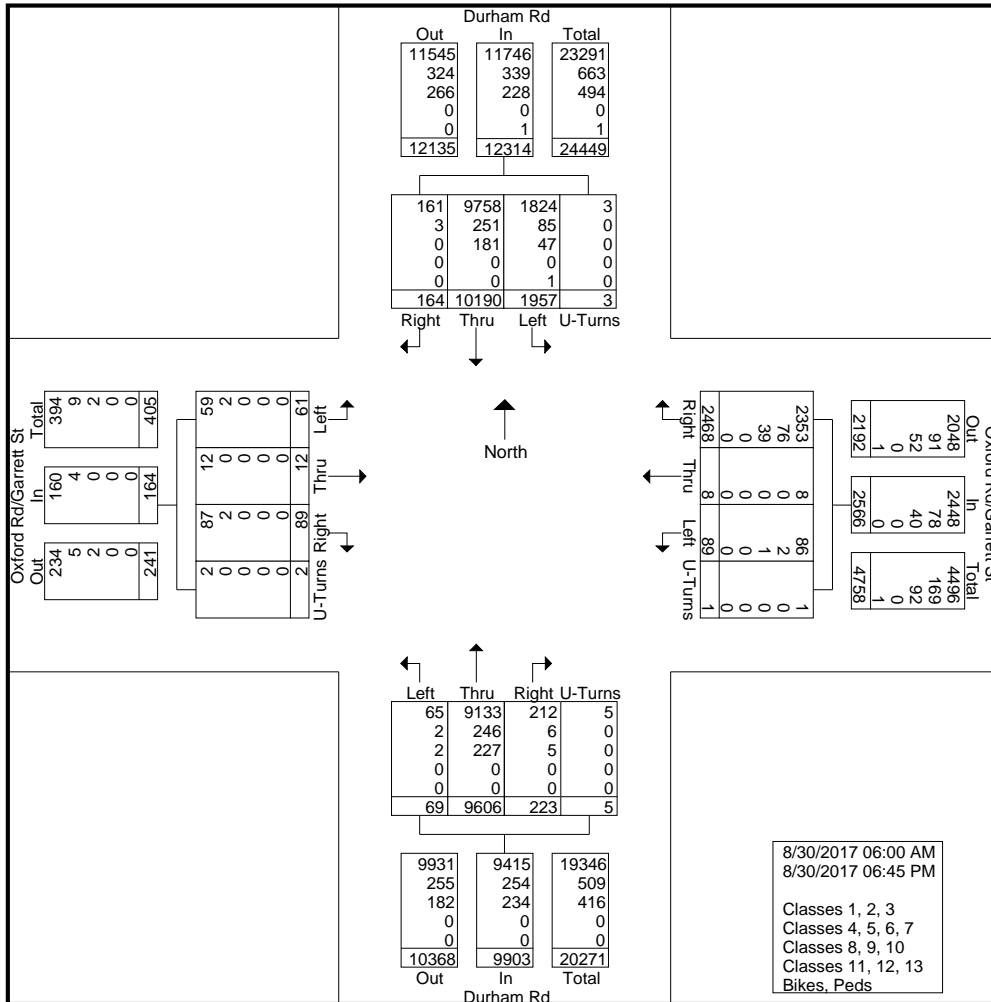 Durham Rd
Out In Total
11545 11746 23291
324 339 663
266 228 494
0 0 0
0 1 1
12135 12314 24449
161 9758 1824 3
3 251 85 0
0 181 47 0
0 0 0 0
0 0 1 0
164 10190 1957 3
Right Thru Left U-Turns
Oxford Rd/Garrett St
Total
394 9 2 0 0 405
In
160 4 0 0 0 164
Out
234 5 2 0 0 241
59 2 0 0 0 61
Left
12 0 0 0 0 12
Thru
87 2 0 0 0 89
Right
2 0 0 0 0 2
U-Turns
North
Right
2353 76 39 0 0 2468
Thru
8 0 0 0 0 8
Left
86 2 1 0 0 89
U-Turns
1 0 0 0 0 1
Oxford Rd/Garrett St
Out
2048 91 52 0 1 2192
In
2448 78 40 0 0 2566
Total
4496 169 92 0 1 4758
Left Thru Right U-Turns
65 9133 212 5
2 246 6 0
2 227 5 0
0 0 0 0
0 0 0 0
69 9606 223 5
9931 9415 19346
255 254 509
182 234 416
0 0 0
0 0 0
10368 9903 20271
Out In Total
Durham Rd
8/30/2017 06:00 AM
8/30/2017 06:45 PM
Classes 1, 2, 3
Classes 4, 5, 6, 7
Classes 8, 9, 10
Classes 11, 12, 13
Bikes, Peds